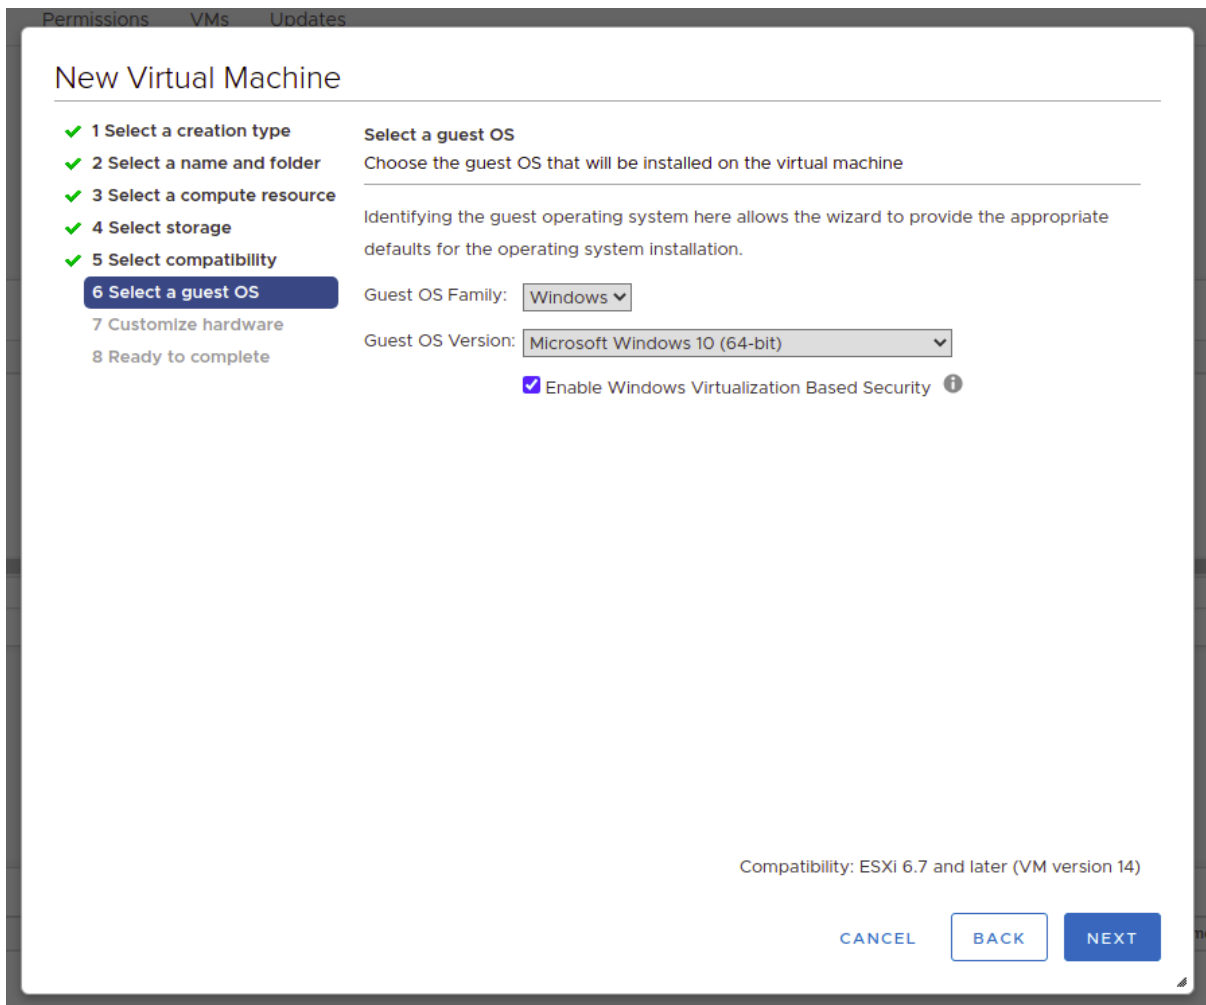 Permissions VMs Updates
New Virtual Machine
1 Select a creation type
2 Select a name and folder
3 Select a compute resource
4 Select storage
5 Select compatibility
6 Select a guest OS
7 Customize hardware
8 Ready to complete
Select a guest OS
Choose the guest OS that will be installed on the virtual machine
Identifying the guest operating system here allows the wizard to provide the appropriate
defaults for the operating system installation.
Guest OS Family: Windows
Guest OS Version: Microsoft Windows 10 (64-bit)
Enable Windows Virtualization Based Security
Compatibility: ESXi 6.7 and later (VM version 14)
CANCEL BACK NEXT